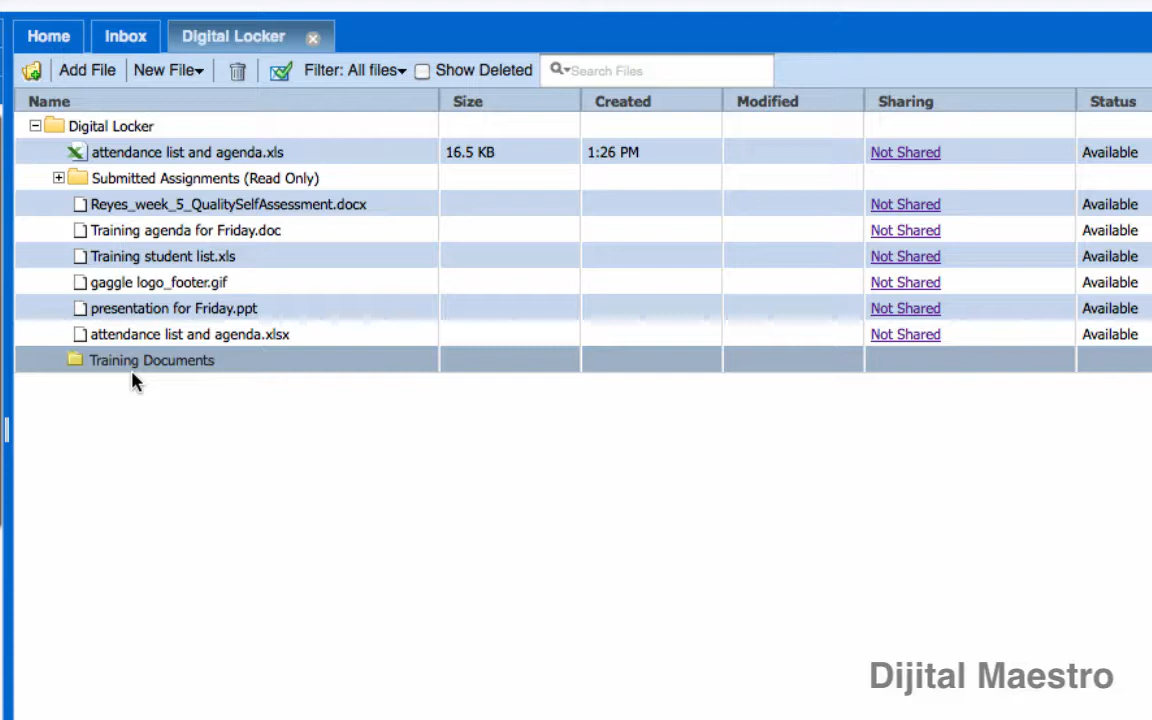 Home Inbox Digital Locker
Add File New File Filter: All files Show Deleted Search Files
Name Size Created Modified Sharing Status
Digital Locker
attendance list and agenda.xls 16.5 KB 1:26 PM Not Shared Available
Submitted Assignments (Read Only)
Reyes_week_5_QualitySelfAssessment.docx Not Shared Available
Training agenda for Friday.doc Not Shared Available
Training student list.xls Not Shared Available
gaggle logo_footer.gif Not Shared Available
presentation for Friday.ppt Not Shared Available
attendance list and agenda.xlsx Not Shared Available
Training Documents
Dijital Maestro